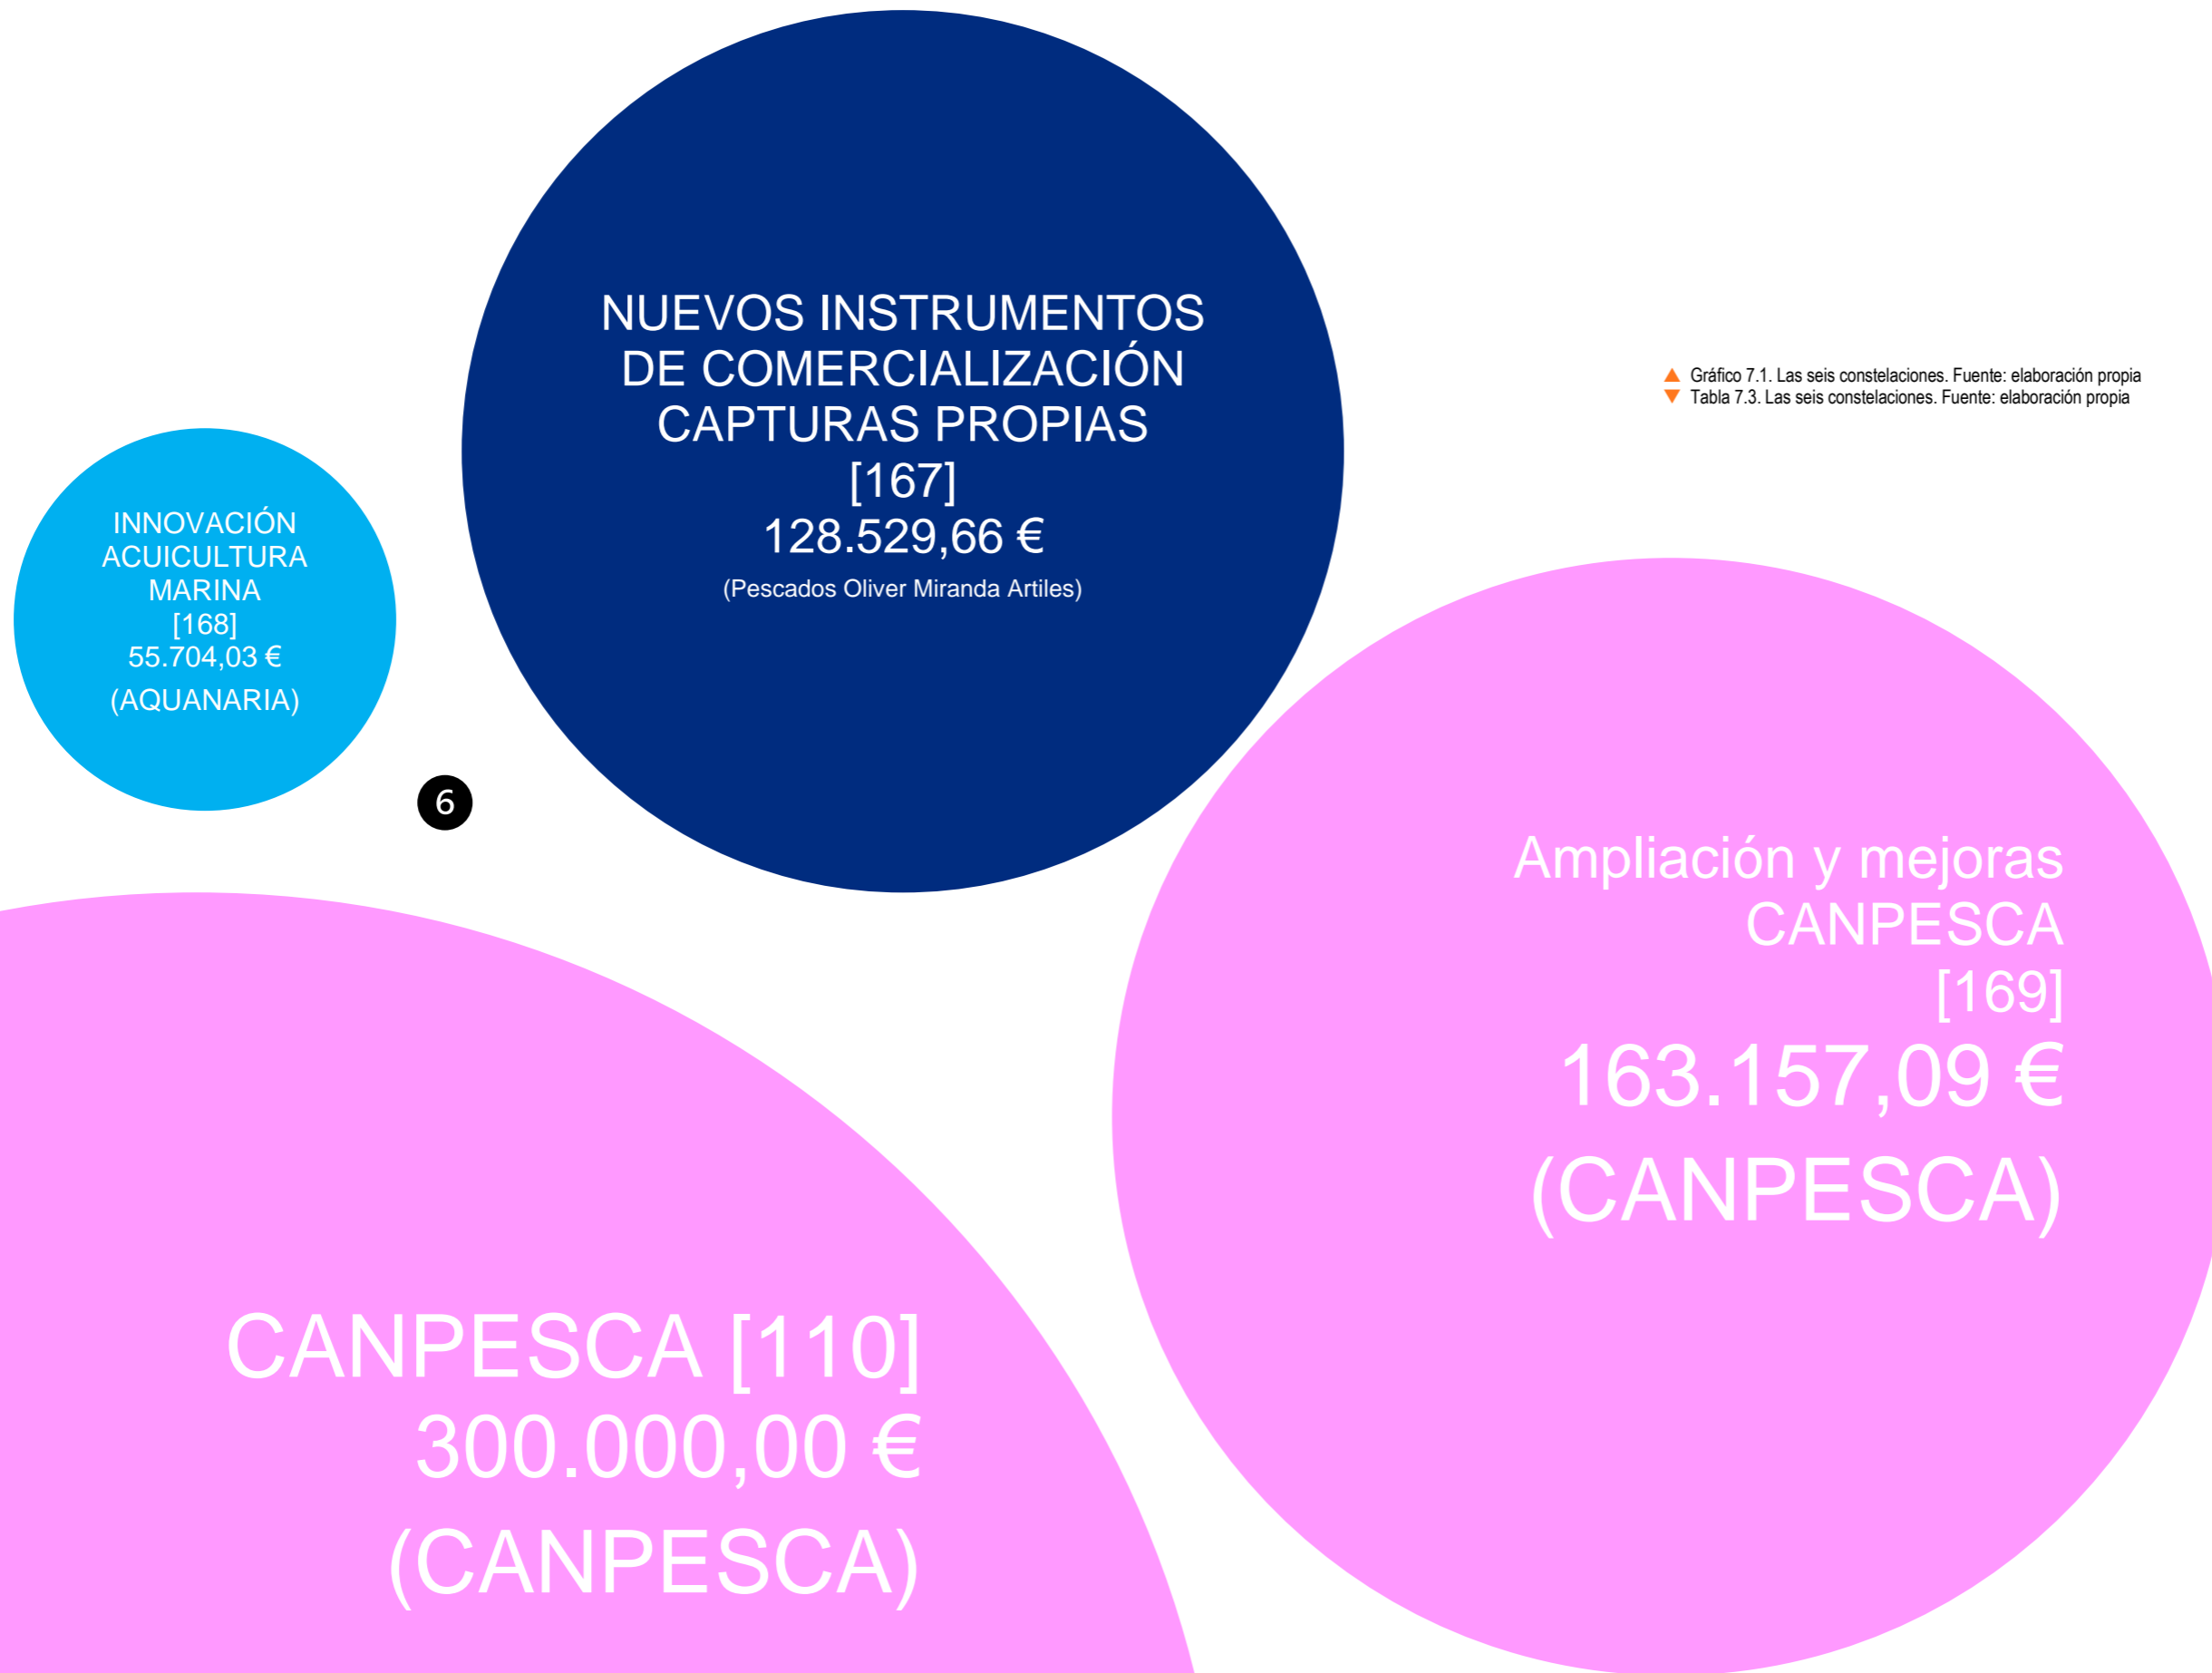 NUEVOS INSTRUMENTOS
DE COMERCIALIZACIÓN
CAPTURAS PROPIAS
[167]
128.529,66 €
(Pescados Oliver Miranda Artiles)
Gráfico 7.1. Las seis constelaciones. Fuente: elaboración propia
Tabla 7.3. Las seis constelaciones. Fuente: elaboración propia
INNOVACIÓN
ACUICULTURA
MARINA
[168]
55.704,03 €
(AQUANARIA)
6
Ampliación y mejoras
CANPESCA
[169]
163.157,09 €
(CANPESCA)
CANPESCA [110]
300.000,00 €
(CANPESCA)